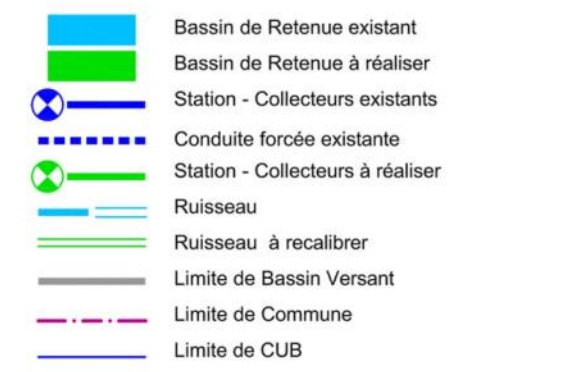 Bassin de Retenue existant
Bassin de Retenue à réaliser
Station - Collecteurs existants
Conduite forcée existante
Station - Collecteurs à réaliser
Ruisseau
Ruisseau à recalibrer
Limite de Bassin Versant
Limite de Commune
Limite de CUB